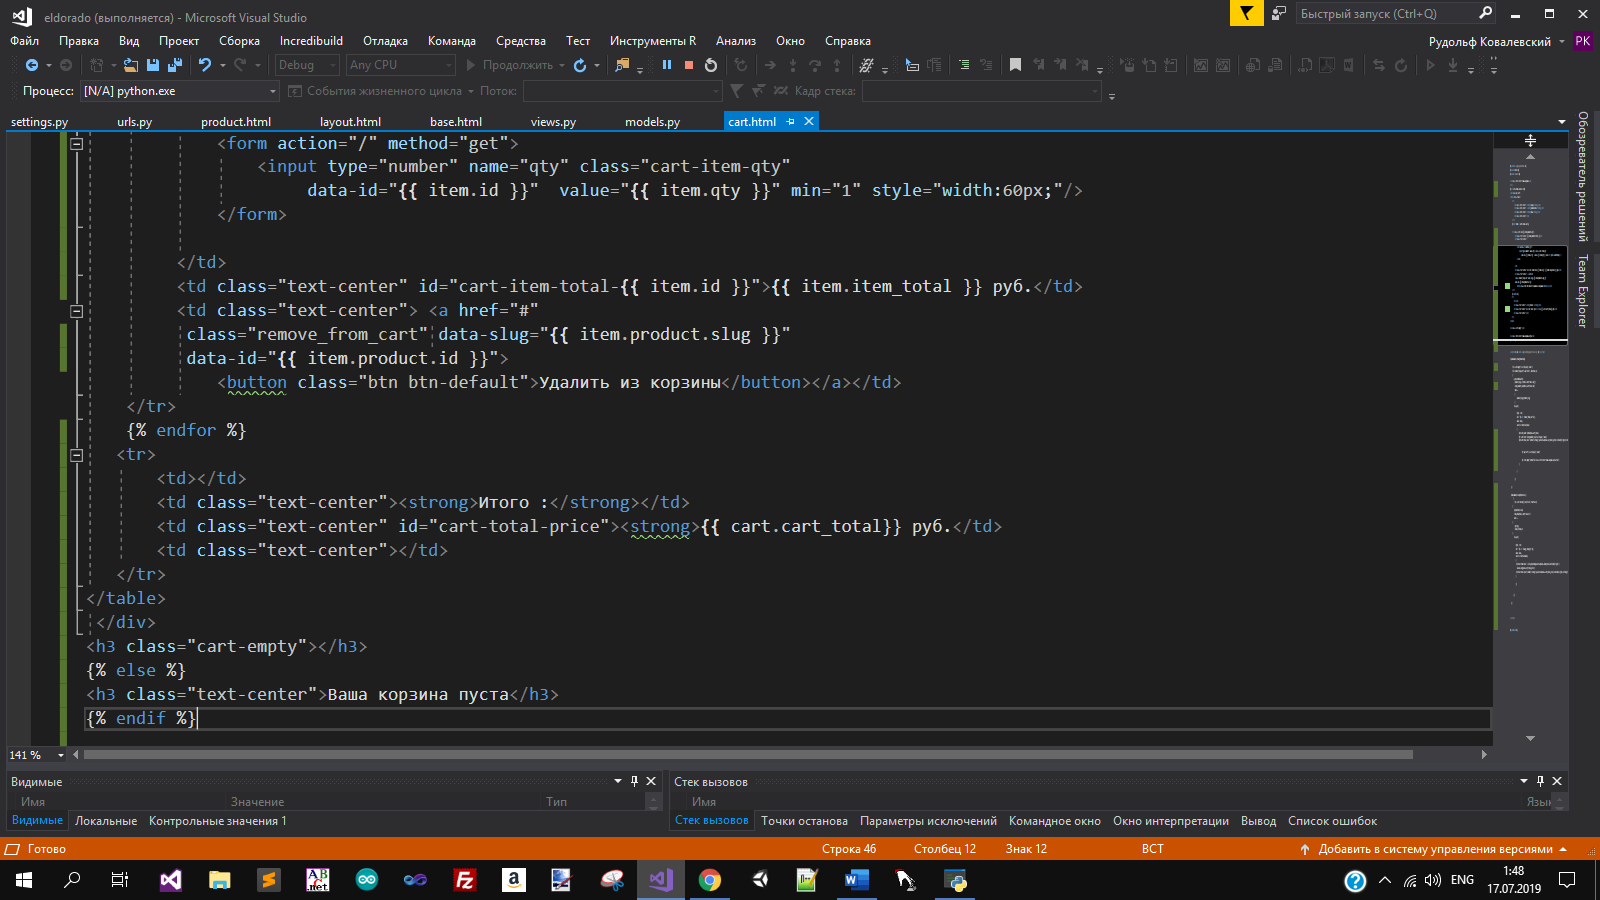 eldorado (выполняется) - Microsoft Visual Studio
Быстрый запуск (Ctrl+Q)
Файл Правка Вид Проект Сборка Incredibuild Отладка Команда Средства Тест Инструменты R Анализ Окно Справка
Рудольф Ковалевский РК
Debug Any CPU Продолжить
Процесс: [N/A] python.exe События жизненного цикла Поток: Кадр стека:
settings.py urls.py product.html layout.html base.html views.py models.py cart.html
<form action="/" method="get">
<input type="number" name="qty" class="cart-item-qty"
data-id="{{ item.id }}"  value="{{ item.qty }}" min="1" style="width:60px;"/>
</form>
</td>
<td class="text-center" id="cart-item-total-{{ item.id }}">{{ item.item_total }} руб.</td>
<td class="text-center"> <a href="#"
class="remove_from_cart" data-slug="{{ item.product.slug }}"
data-id="{{ item.product.id }}">
<button class="btn btn-default">Удалить из корзины</button></a></td>
</tr>
{% endfor %}
<tr>
<td></td>
<td class="text-center"><strong>Итого :</strong></td>
<td class="text-center" id="cart-total-price"><strong>{{ cart.cart_total}} руб.</td>
<td class="text-center"></td>
</tr>
</table>
</div>
<h3 class="cart-empty"></h3>
{% else %}
<h3 class="text-center">Ваша корзина пуста</h3>
{% endif %}
Обозреватель решений
Team Explorer
141 %
Видимые
Имя Значение Тип
Видимые Локальные Контрольные значения 1
Стек вызовов
Имя
Стек вызовов Точки останова Параметры исключений Командное окно Окно интерпретации Вывод Список ошибок
Готово Строка 46 Столбец 12 Знак 12 ВСТ Добавить в систему управления версиями
ENG 1:48
17.07.2019